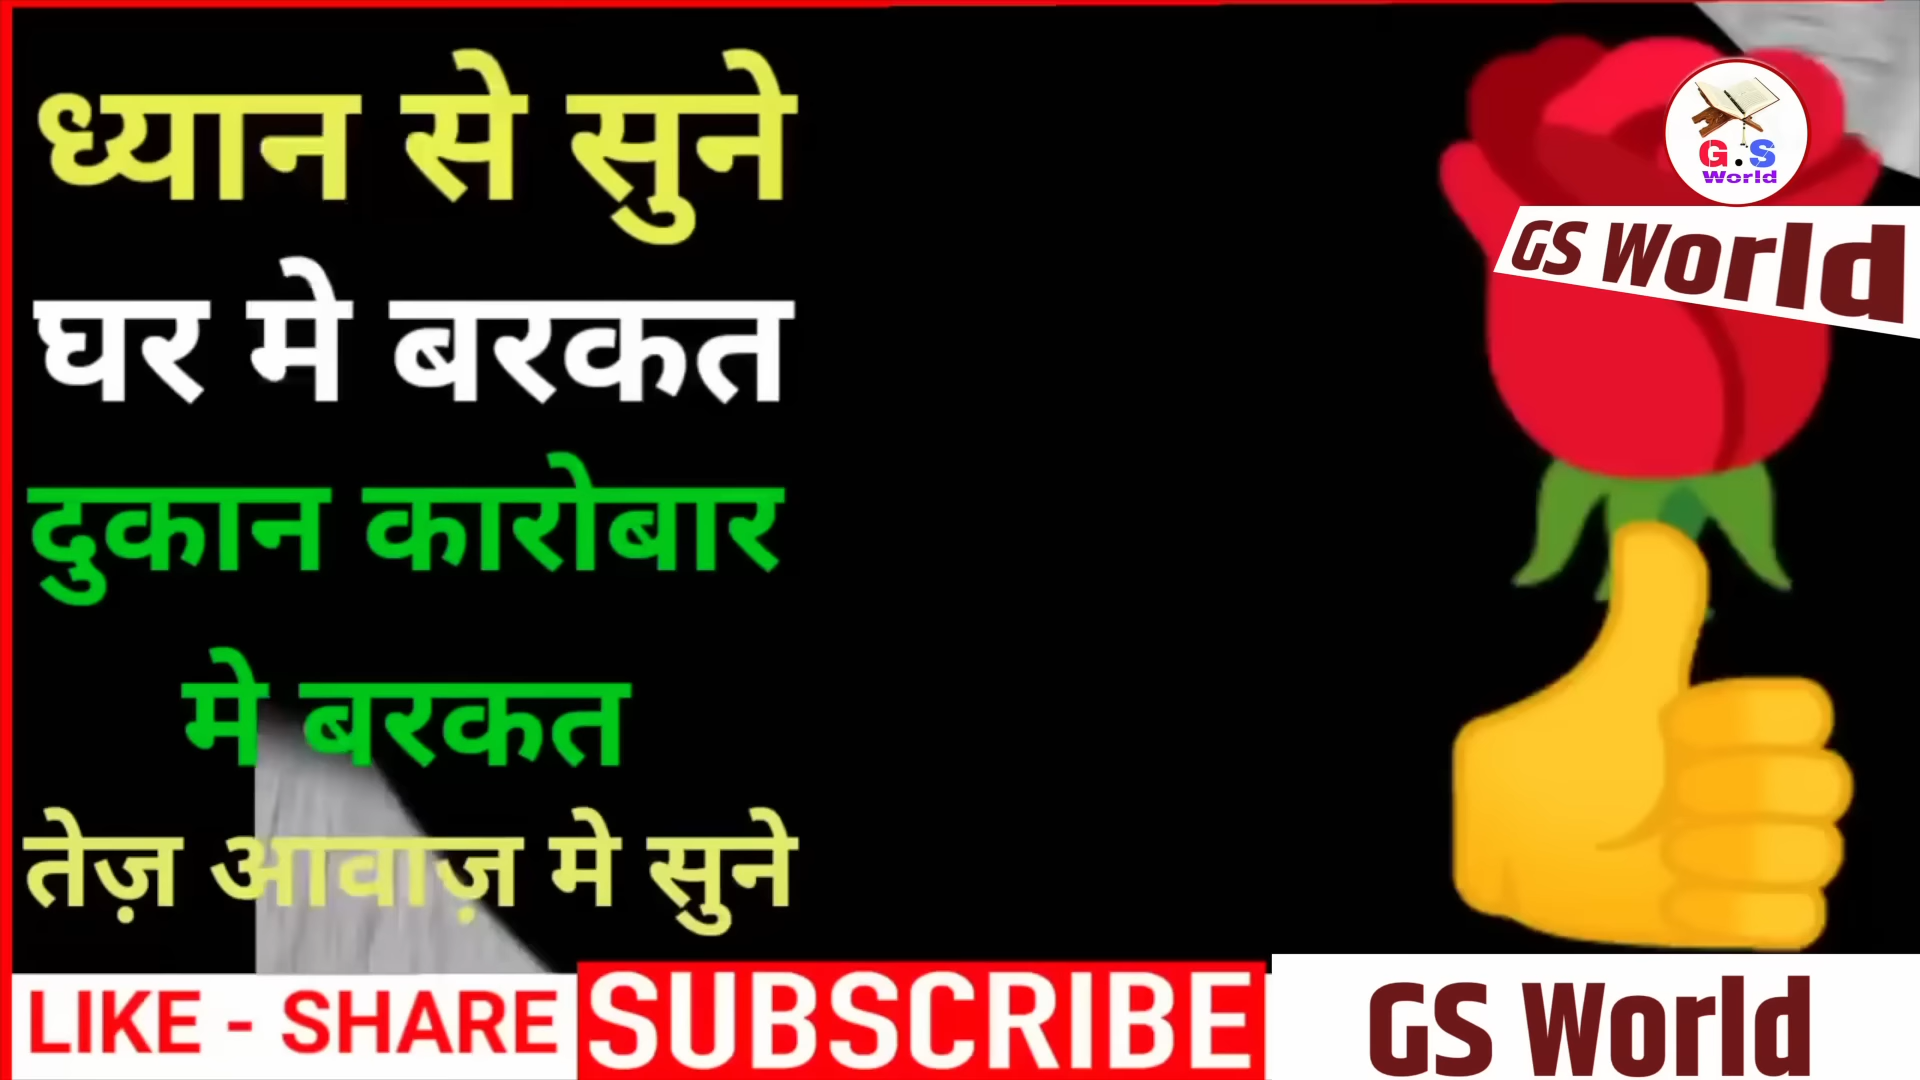 ध्यान से सुने
घर मे बरकत
दुकान कारोबार
मे बरकत
तेज़ आवाज़ मे सुने
G.S
World
GS World
LIKE - SHARE
SUBSCRIBE
GS World